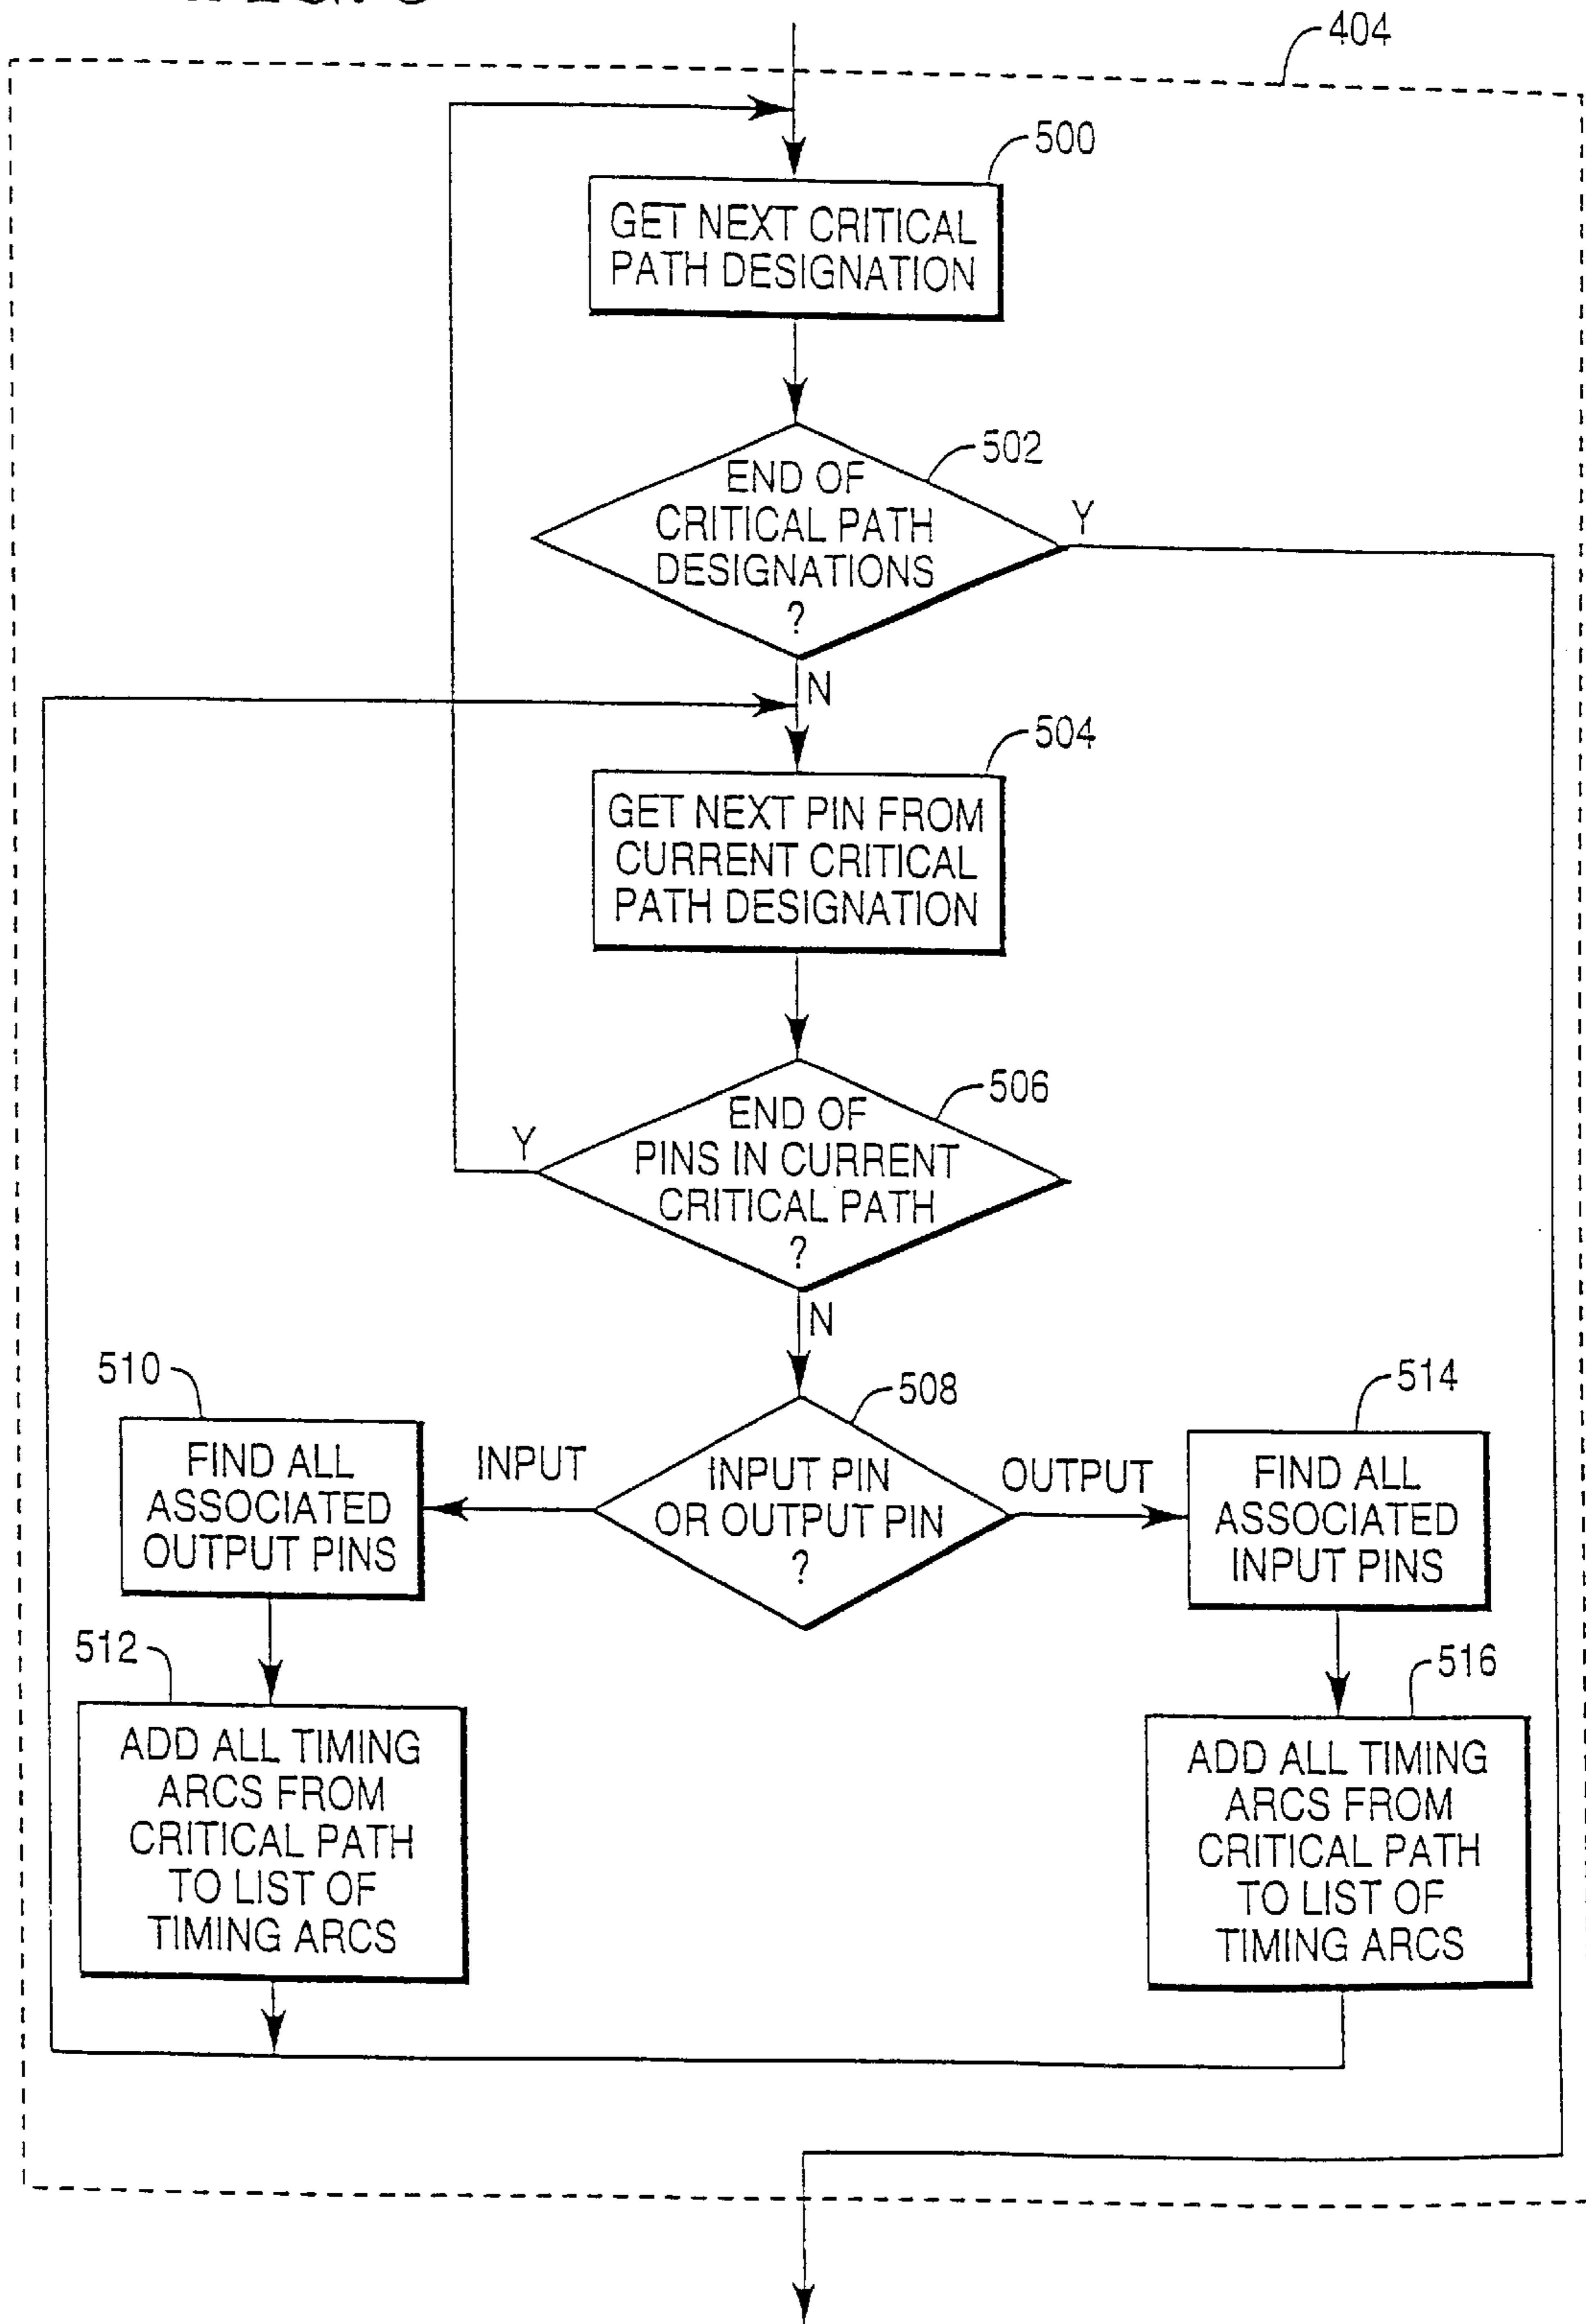 404
500
GET NEXT CRITICAL
PATH DESIGNATION
502
END OF
CRITICAL PATH
DESIGNATIONS
?
Y
N
504
GET NEXT PIN FROM
CURRENT CRITICAL
PATH DESIGNATION
506
END OF
PINS IN CURRENT
CRITICAL PATH
?
Y
N
508
INPUT PIN
OR OUTPUT PIN
?
INPUT
OUTPUT
510
FIND ALL
ASSOCIATED
OUTPUT PINS
514
FIND ALL
ASSOCIATED
INPUT PINS
512
ADD ALL TIMING
ARCS FROM
CRITICAL PATH
TO LIST OF
TIMING ARCS
516
ADD ALL TIMING
ARCS FROM
CRITICAL PATH
TO LIST OF
TIMING ARCS